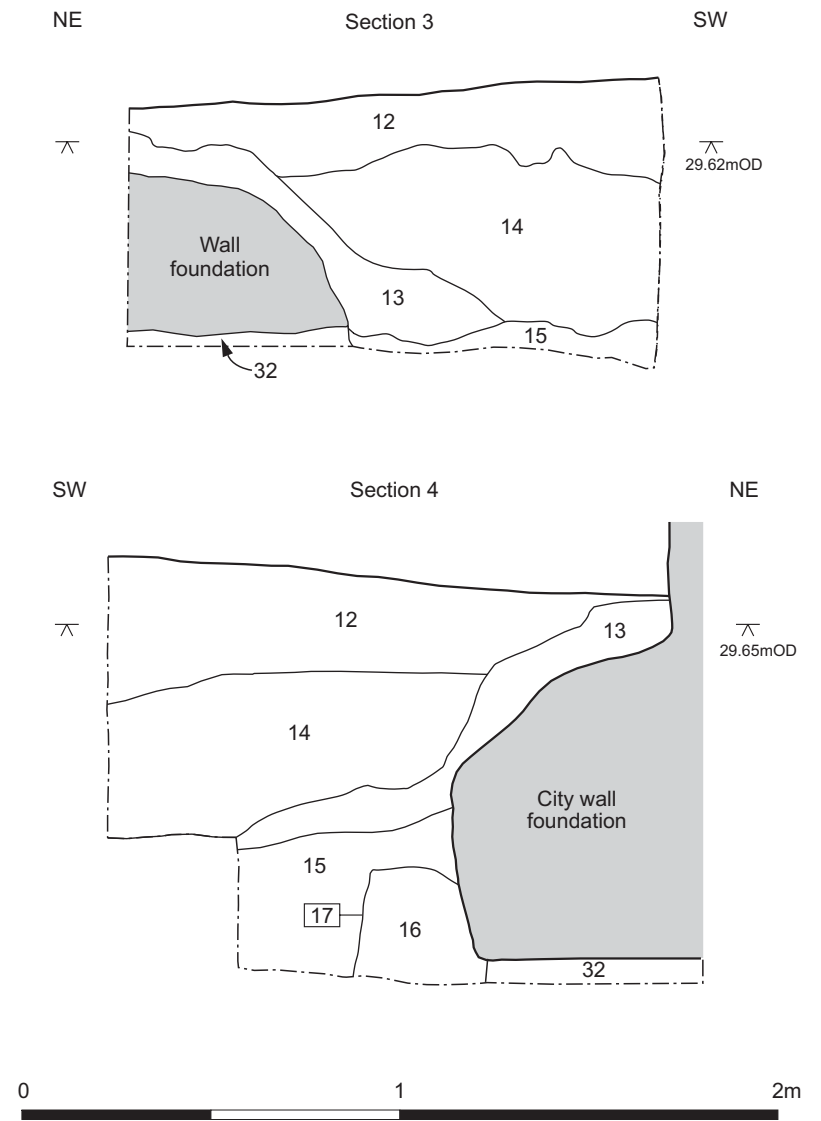 NE Section 3 SW
12
29.62mOD
14
Wall
foundation
13
15
32
SW Section 4 NE
12
13
29.65mOD
14
City wall
foundation
15
17
16
32
0 1 2m